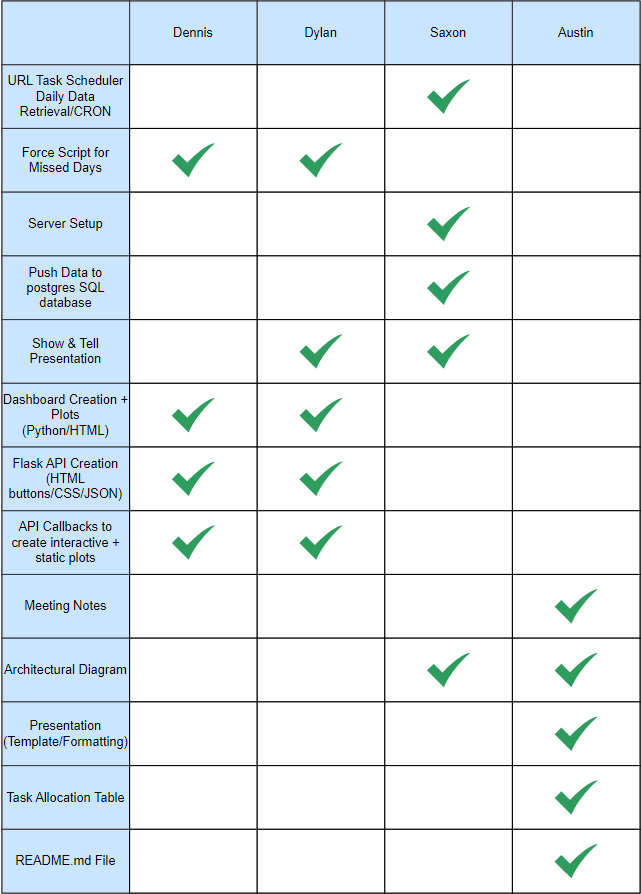 Dennis
Dylan
Saxon
Austin
URL Task Scheduler
Daily Data
Retrieval/CRON
Force Script for
Missed Days
Server Setup
Push Data to
postgres SQL
database
Show & Tell
Presentation
Dashboard Creation +
Plots
(Python/HTML)
Flask API Creation
(HTML
buttons/CSS/JSON)
API Callbacks to
create interactive +
static plots
Meeting Notes
Architectural Diagram
Presentation
(Template/Formatting)
Task Allocation Table
README.md File